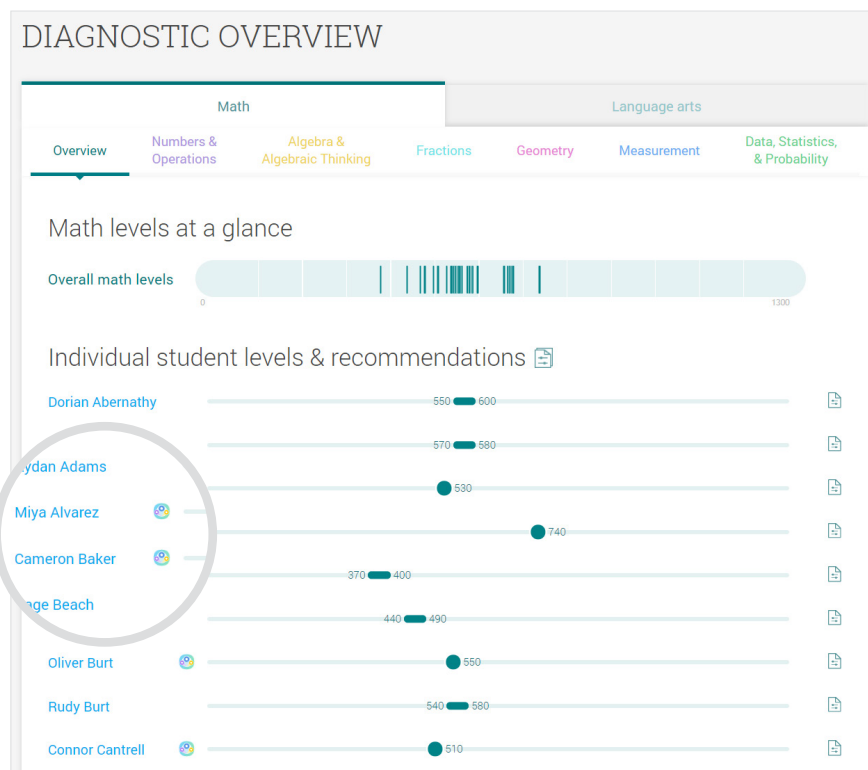 DIAGNOSTIC OVERVIEW
Math
Language arts
Overview
Numbers &
Operations
Algebra &
Algebraic Thinking
Fractions
Geometry
Measurement
Data, Statistics,
& Probability
Math levels at a glance
Overall math levels
0
1300
Individual student levels & recommendations
Dorian Abernathy
550
600
570
580
ydan Adams
530
Miya Alvarez
740
Cameron Baker
370
400
age Beach
440
490
Oliver Burt
550
Rudy Burt
540
580
Connor Cantrell
510